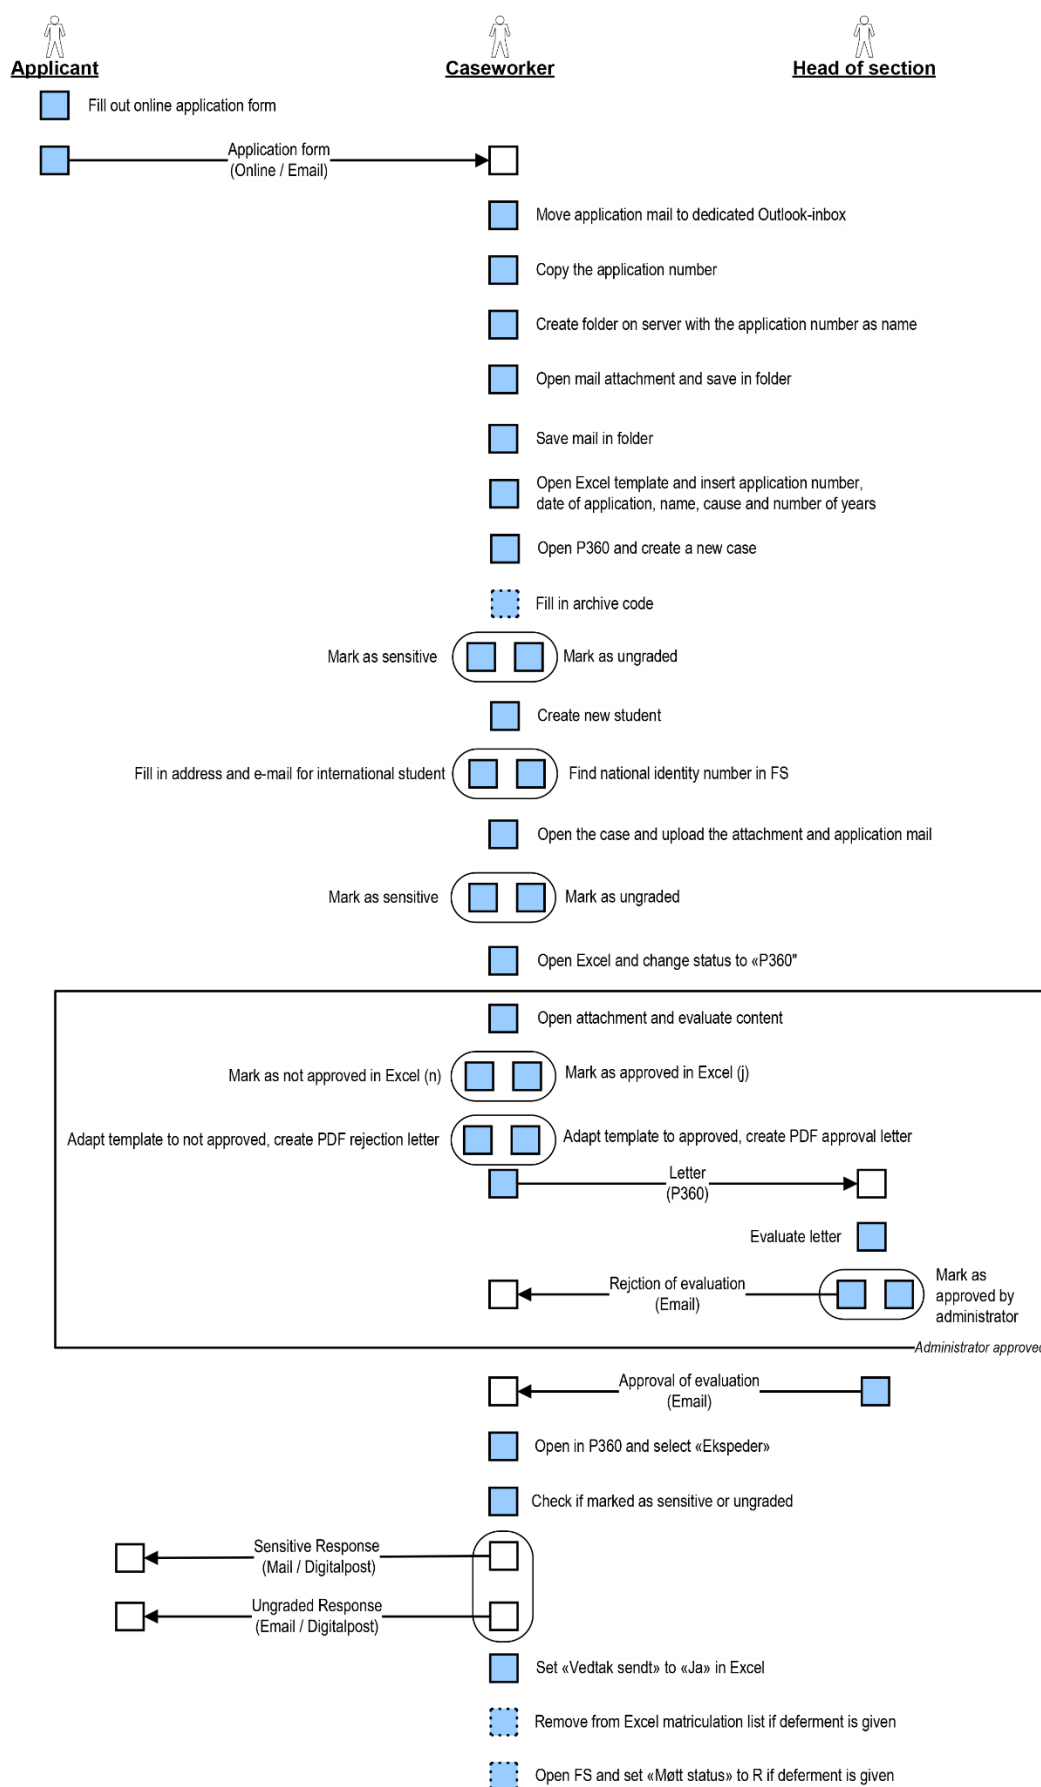 Applicant
Caseworker
Head of section
Fill out online application form
Application form
(Online / Email)
Move application mail to dedicated Outlook-inbox
Copy the application number
Create folder on server with the application number as name
Open mail attachment and save in folder
Save mail in folder
Open Excel template and insert application number,
date of application, name, cause and number of years
Open P360 and create a new case
Fill in archive code
Mark as sensitive
Mark as ungraded
Create new student
Fill in address and e-mail for international student
Find national identity number in FS
Open the case and upload the attachment and application mail
Mark as sensitive
Mark as ungraded
Open Excel and change status to «P360"
Open attachment and evaluate content
Mark as not approved in Excel (n)
Mark as approved in Excel (j)
Adapt template to not approved, create PDF rejection letter
Adapt template to approved, create PDF approval letter
Letter
(P360)
Evaluate letter
Rejction of evaluation
(Email)
Mark as
approved by
administrator
Administrator approved
Approval of evaluation
(Email)
Open in P360 and select «Ekspeder»
Check if marked as sensitive or ungraded
Sensitive Response
(Mail / Digitalpost)
Ungraded Response
(Email / Digitalpost)
Set «Vedtak sendt» to «Ja» in Excel
Remove from Excel matriculation list if deferment is given
Open FS and set «Møtt status» to R if deferment is given